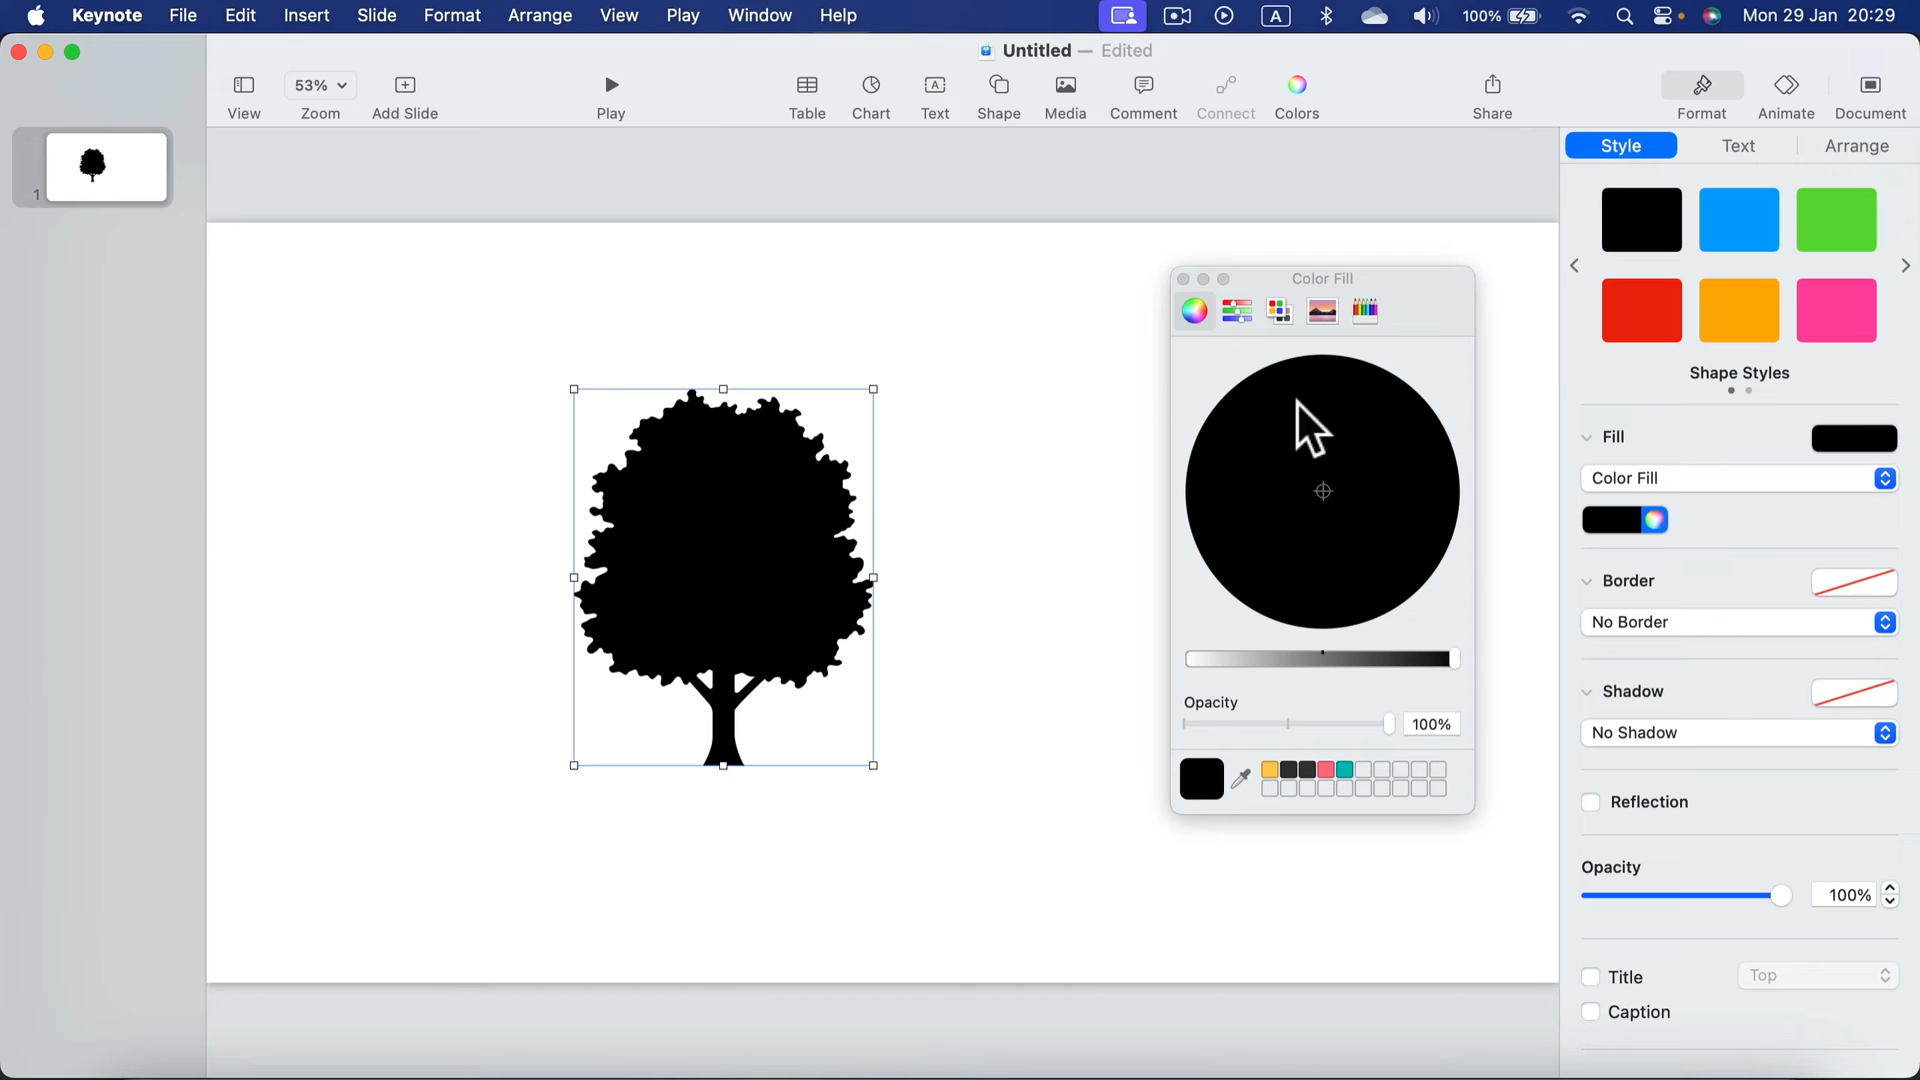 Keynote File Edit Insert Slide Format Arrange View Play Window Help A 100% Mon 29 Jan 20:29
Untitled — Edited
53%
View Zoom Add Slide Play Table Chart Text Shape Media Comment Connect Colors Share Format Animate Document
Style Text Arrange
1
Color Fill
Shape Styles
Fill
Color Fill
Border
No Border
Shadow
No Shadow
Opacity
100%
Reflection
Opacity
100%
Title Top
Caption